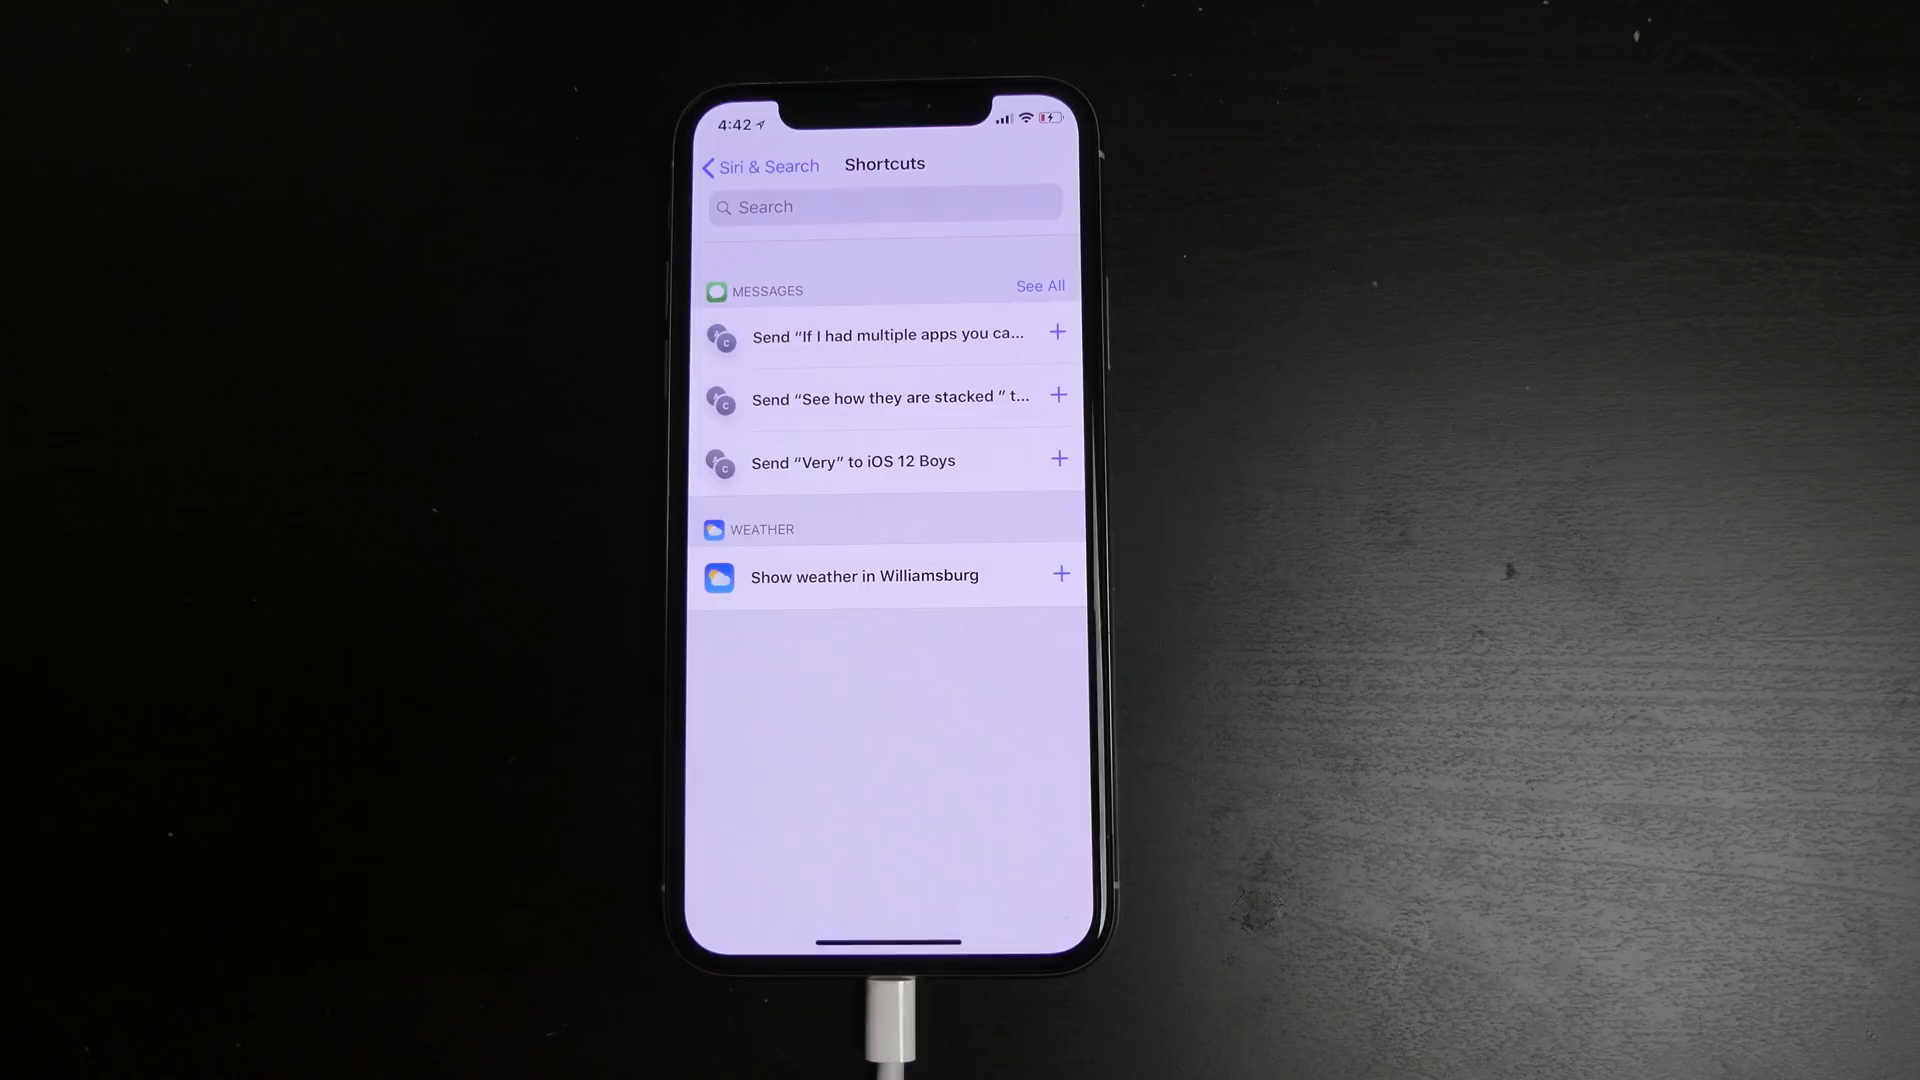 4:42
Siri & Search
Shortcuts
Search
MESSAGES
See All
Send “If I had multiple apps you ca...
C
Send “See how they are stacked ” t...
C
Send “Very” to iOS 12 Boys
C
WEATHER
Show weather in Williamsburg